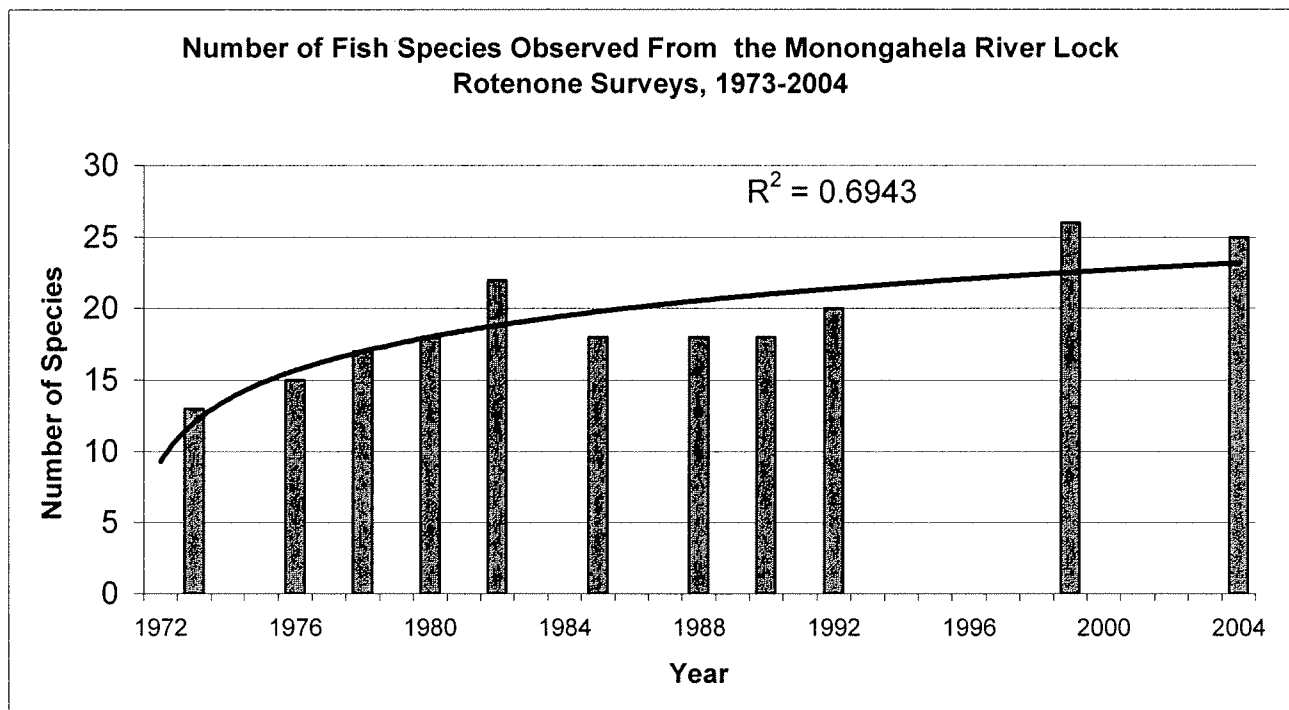 Number of Fish Species Observed From the Monongahela River Lock
Rotenone Surveys, 1973-2004
R² = 0.6943
30
25
20
15
10
5
0
Number of Species
1972 1976 1980 1984 1988 1992 1996 2000 2004
Year